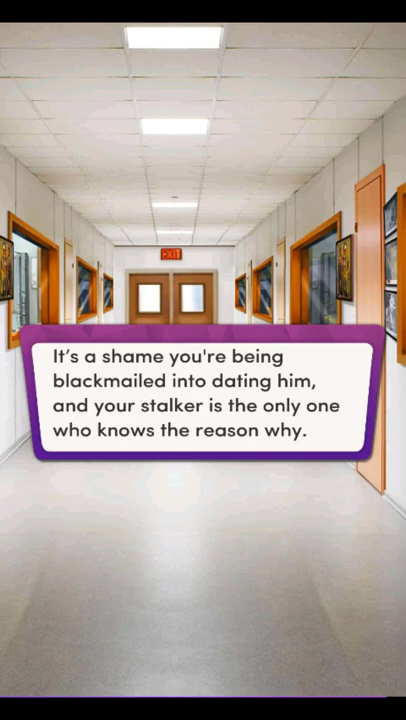 EXIT
It's a shame you're being
blackmailed into dating him,
and your stalker is the only one
who knows the reason why.